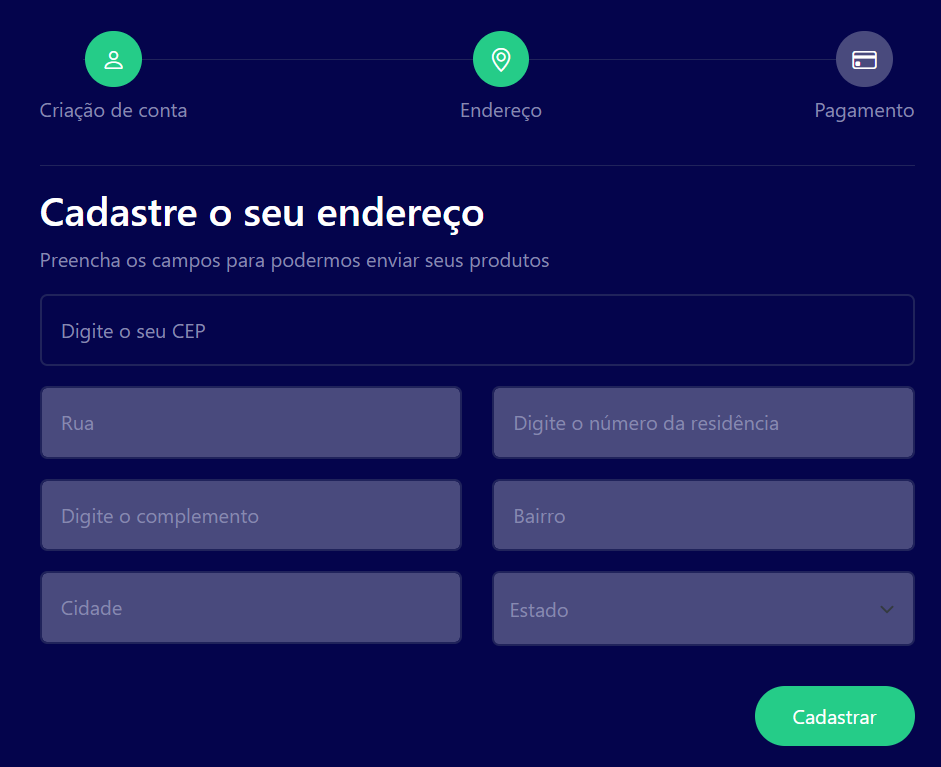 Criação de conta
Endereço
Pagamento
Cadastre o seu endereço
Preencha os campos para podermos enviar seus produtos
Digite o seu CEP
Rua
Digite o número da residência
Digite o complemento
Bairro
Cidade
Estado
Cadastrar